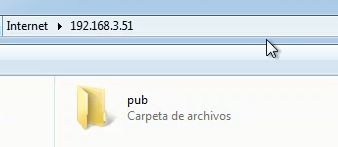 Internet ▶ 192.168.3.51
pub
Carpeta de archivos